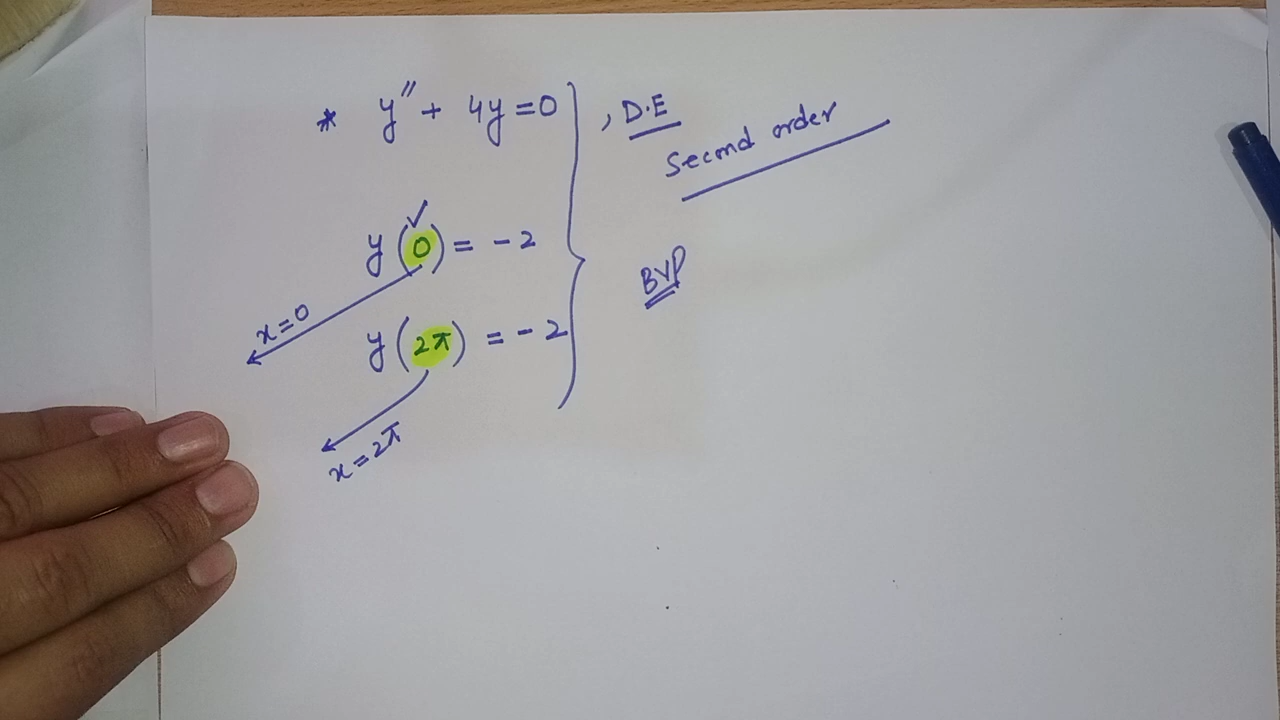 * y" + 4y = 0 , D.E
Second order
y(0) = -2
BVP
x=0
y(2π) = -2
x=2π